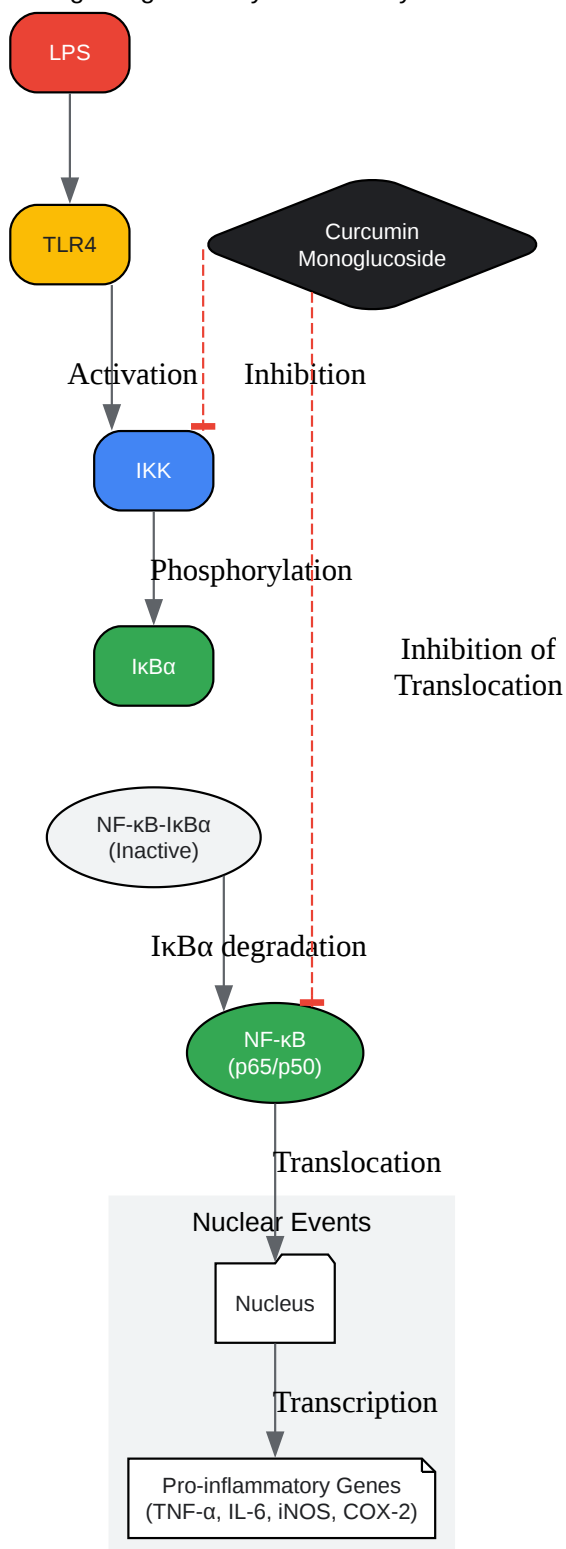 LPS
TLR4
Curcumin
Monoglucoside
Activation
Inhibition
IKK
Phosphorylation
Inhibition of
Translocation
IκBα
NF-κB-IκBα
(Inactive)
IκBα degradation
NF-κB
(p65/p50)
Translocation
Nuclear Events
Nucleus
Transcription
Pro-inflammatory Genes
(TNF-α, IL-6, iNOS, COX-2)